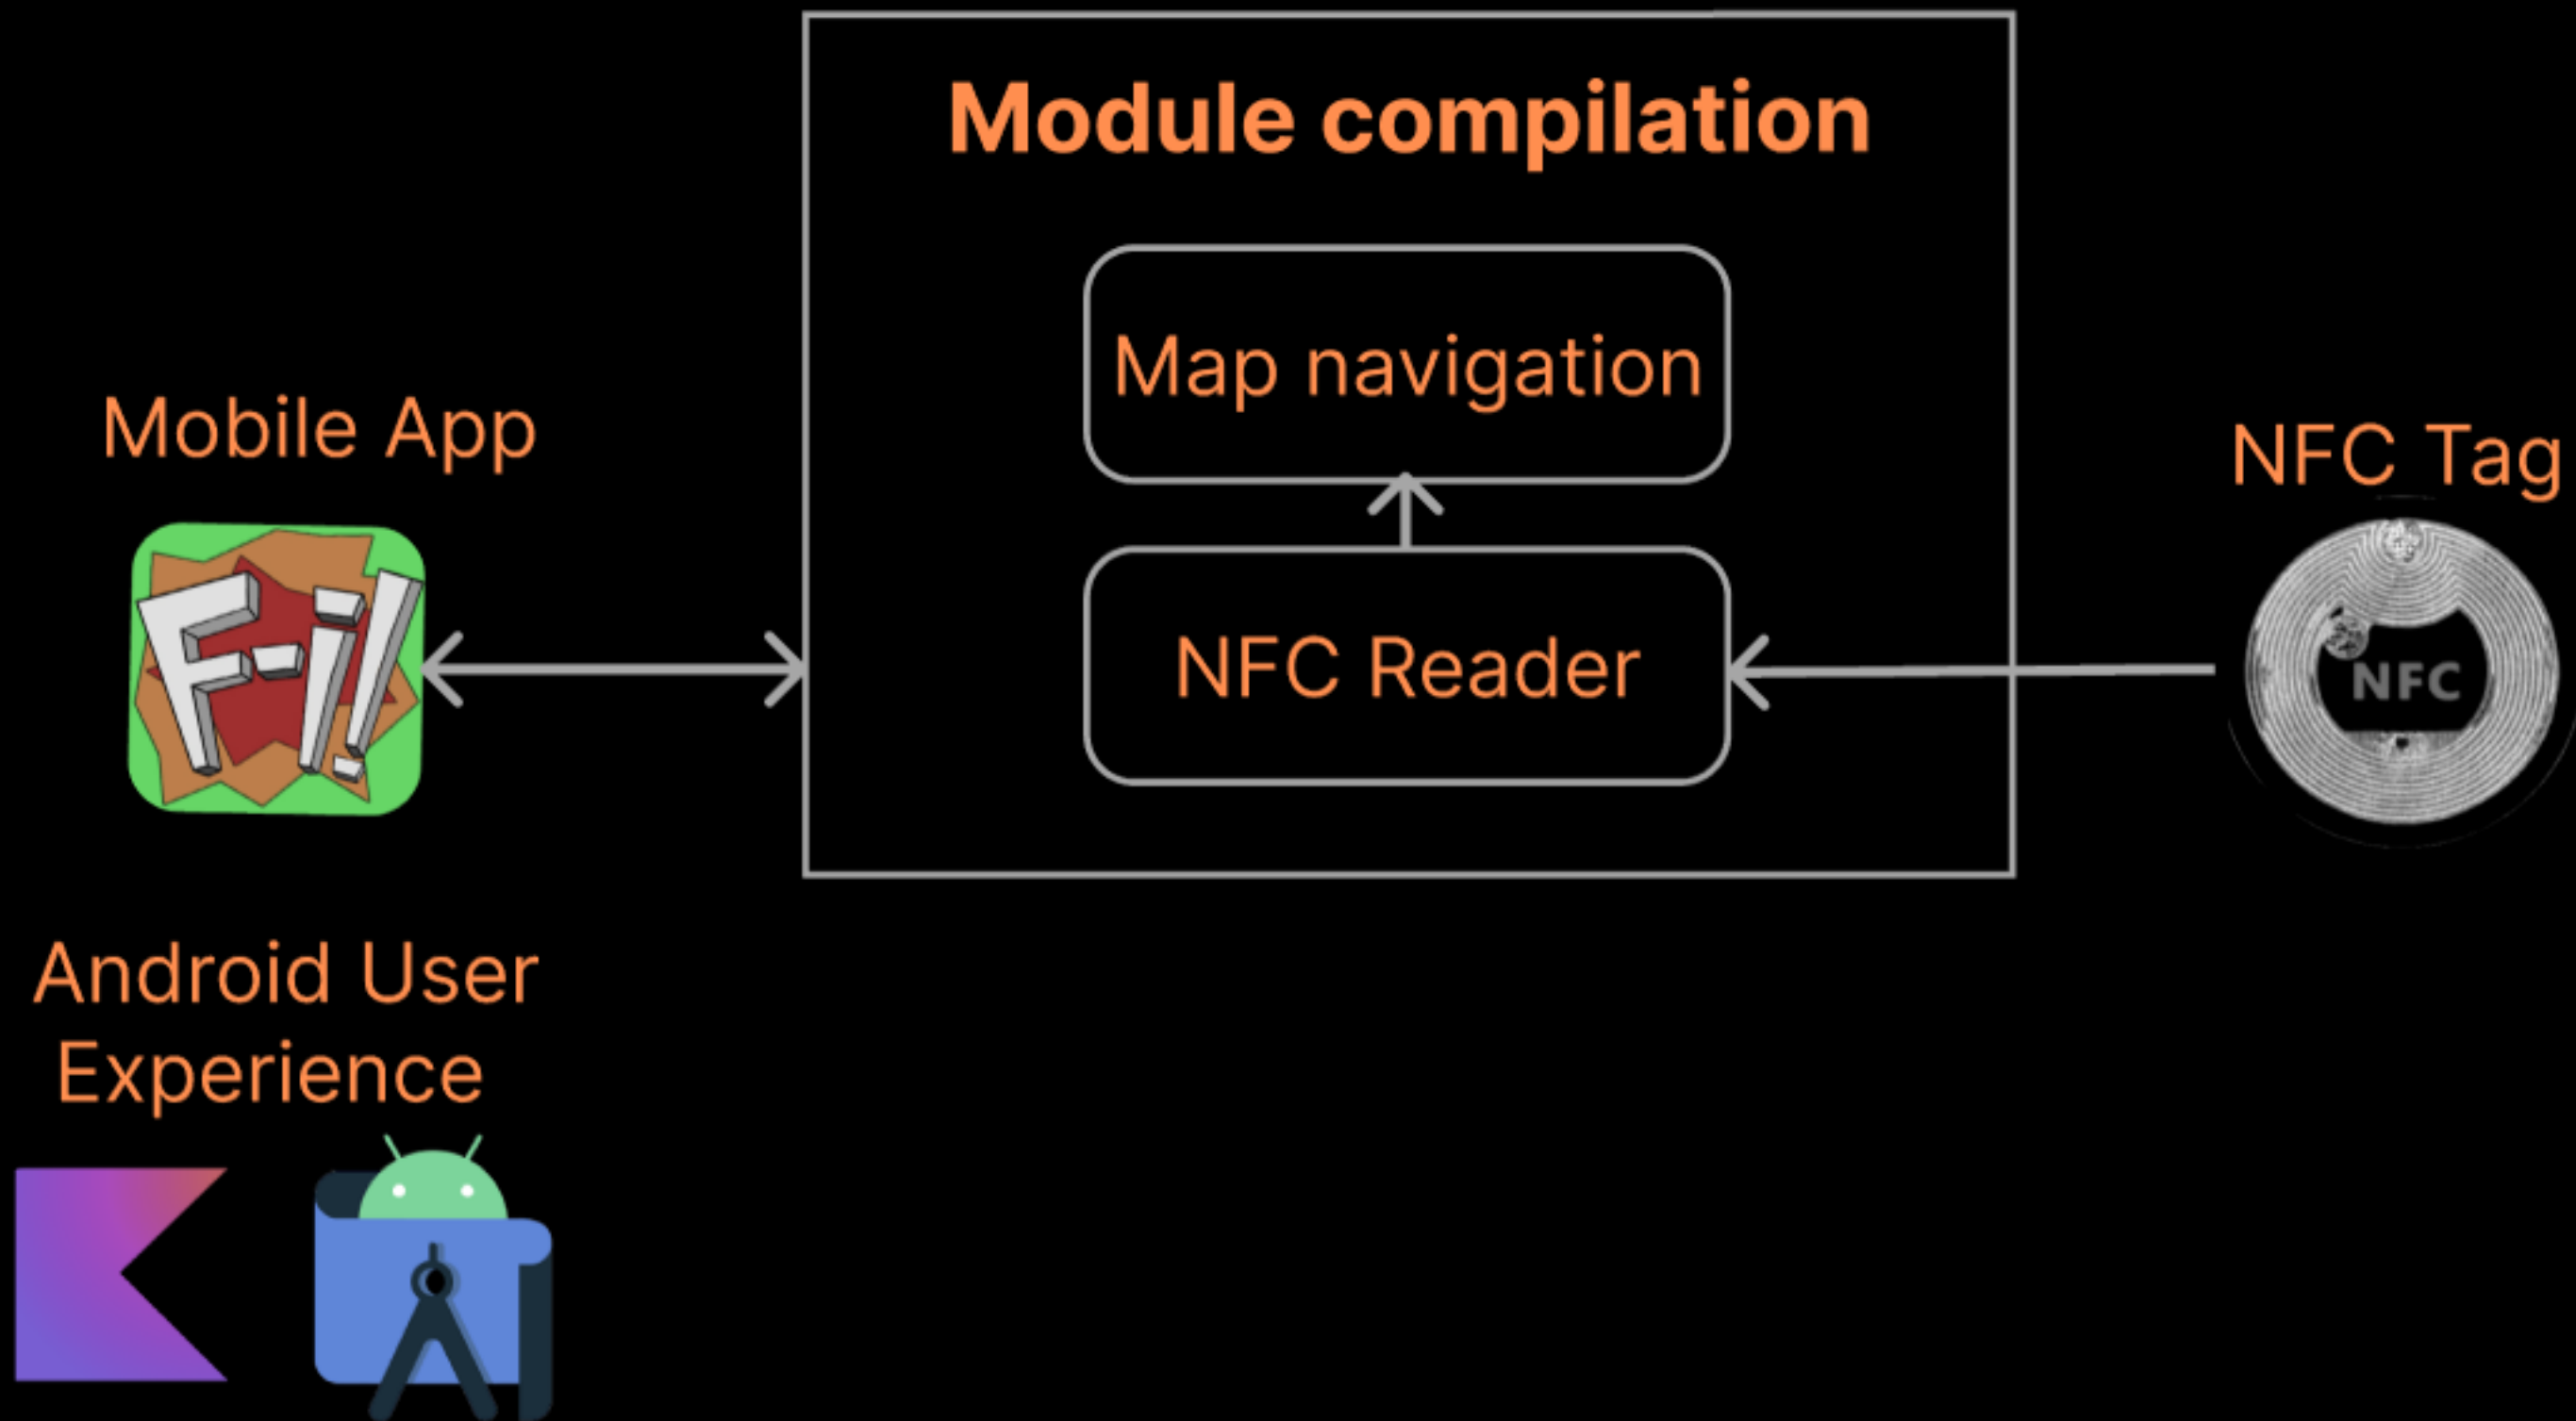 Module compilation
Map navigation
Mobile App
NFC Tag
F-i!
NFC Reader
NFC
Android User
Experience